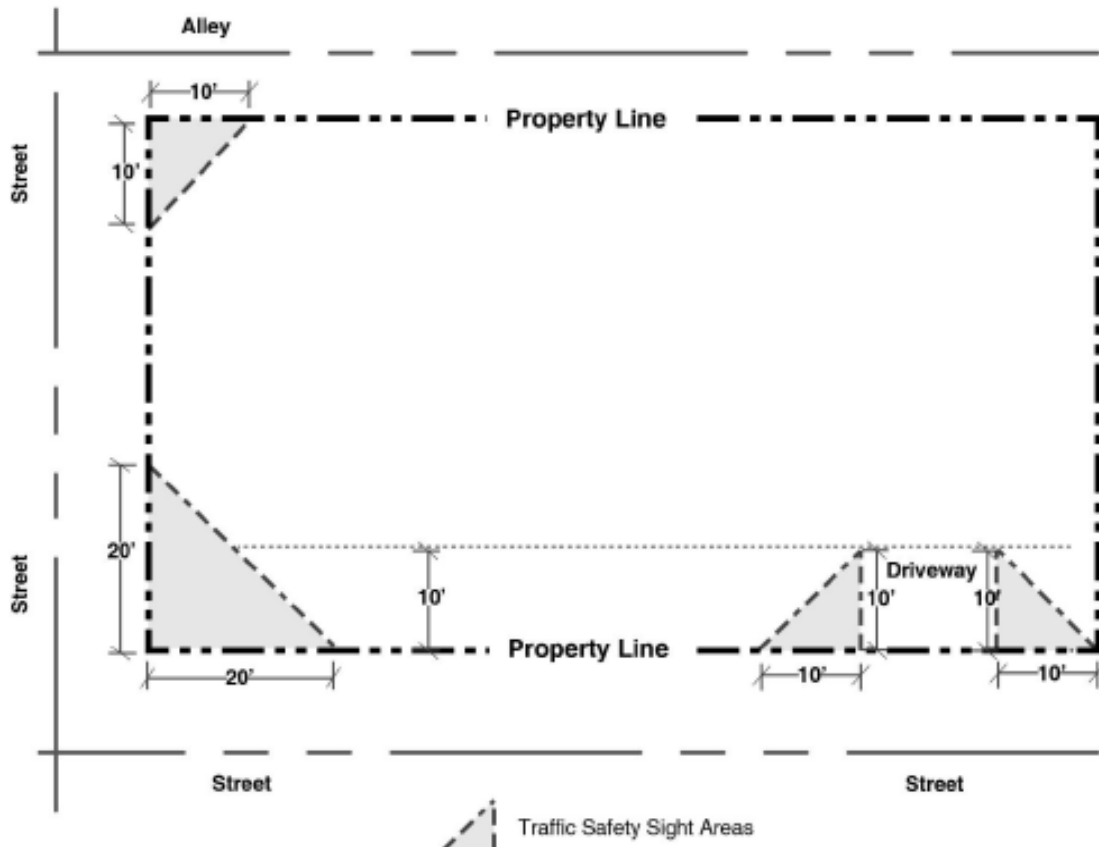 Alley
10'
Property Line
10'
Street
20'
10'
Driveway
10'
10'
Street
Property Line
20'
10'
10'
Street
Street
Traffic Safety Sight Areas